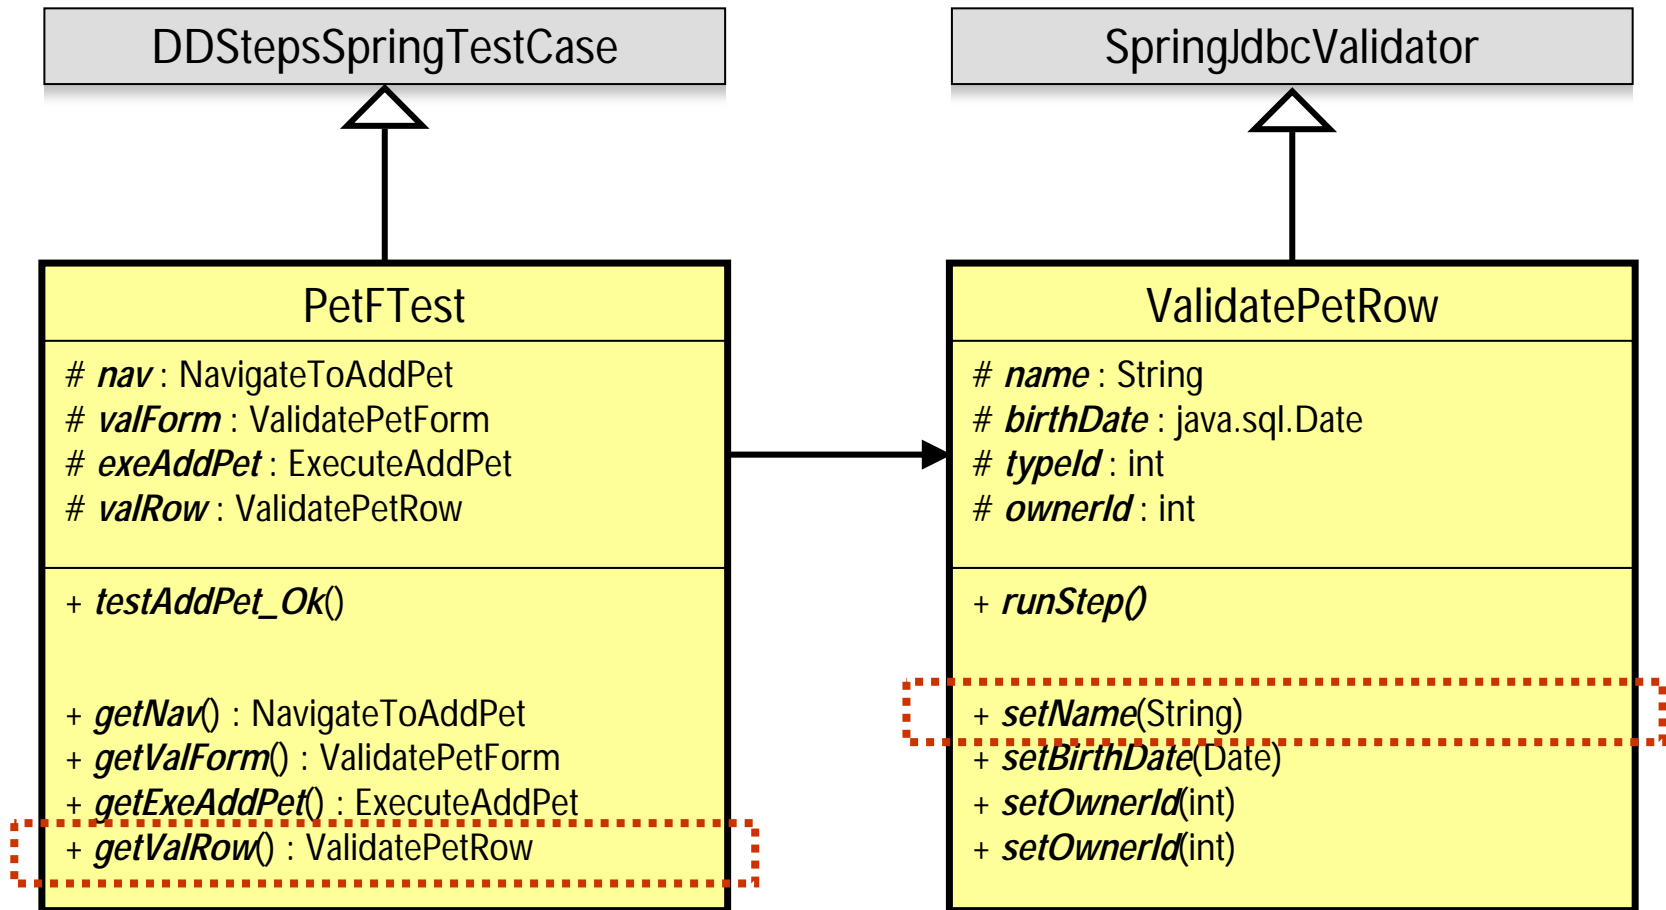 DDStepsSpringTestCase
SpringJdbcValidator
PetFTest
# nav : NavigateToAddPet
# valForm : ValidatePetForm
# exeAddPet : ExecuteAddPet
# valRow : ValidatePetRow
+ testAddPet_Ok()
+ getNav() : NavigateToAddPet
+ getValForm() : ValidatePetForm
+ getExeAddPet() : ExecuteAddPet
+ getValRow() : ValidatePetRow
ValidatePetRow
# name : String
# birthDate : java.sql.Date
# typeId : int
# ownerId : int
+ runStep()
+ setName(String)
+ setBirthDate(Date)
+ setOwnerId(int)
+ setOwnerId(int)